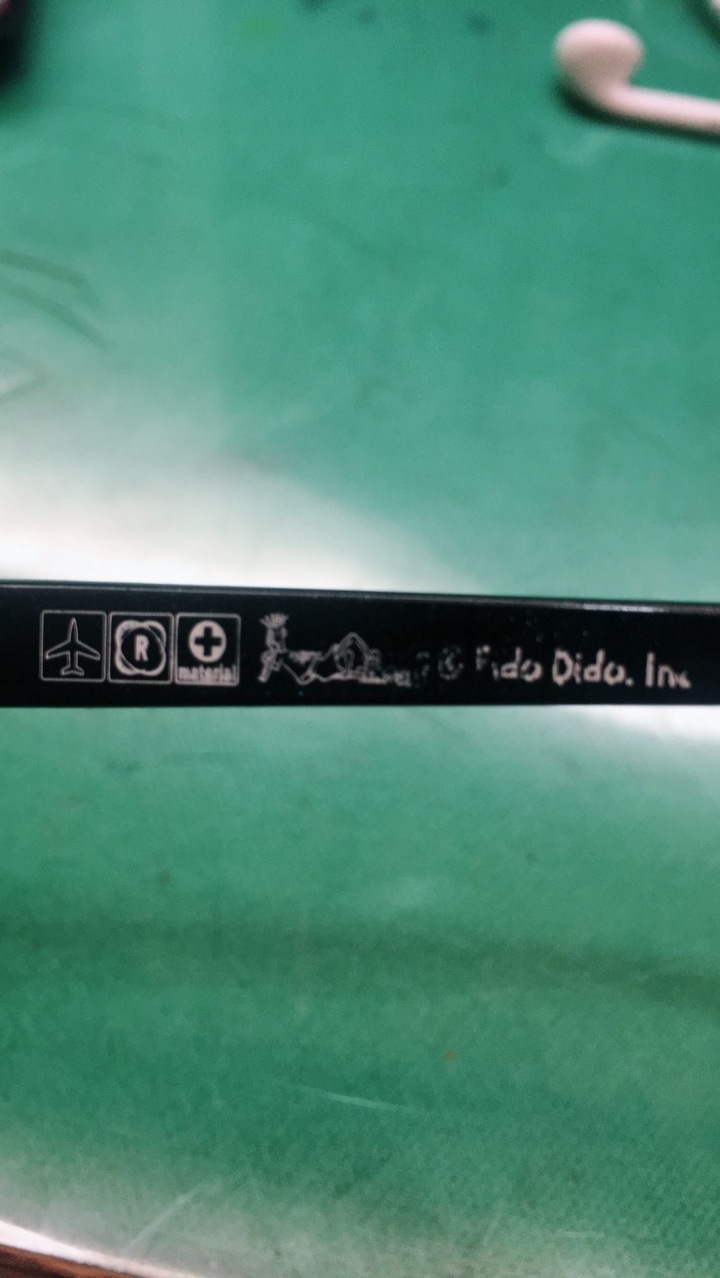 R
material
© Fido Dido. Inc